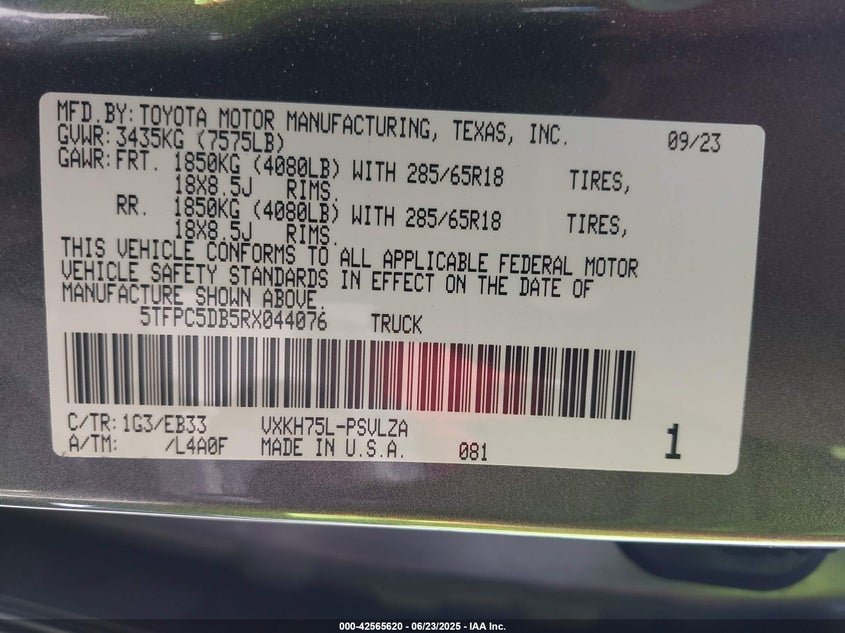 MFD.BY: TOYOTA MOTOR MANUFACTURING, TEXAS, INC. 09/23
GVWR: 3435KG (7575LB)
GAWR: FRT. 1850KG (4080LB) WITH 285/65R18 TIRES,
18X8.5J RIMS.
RR. 1850KG (4080LB) WITH 285/65R18 TIRES,
18X8.5J RIMS.
THIS VEHICLE CONFORMS TO ALL APPLICABLE FEDERAL MOTOR
VEHICLE SAFETY STANDARDS IN EFFECT ON THE DATE OF
MANUFACTURE SHOWN ABOVE.
5TFPC5DB5RX044076 TRUCK
C/TR: 1G3/EB33 VXKH75L-PSVLZA
A/TM: /L4A0F MADE IN U.S.A. 081 1
000-42565620 - 06/23/2025 - IAA Inc.